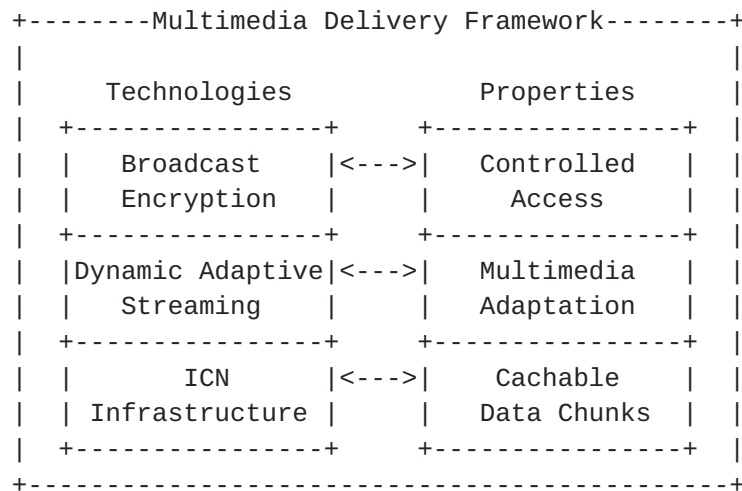 +--------Multimedia Delivery Framework--------+
|                                             |
|     Technologies            Properties      |
|  +----------------+     +----------------+  |
|  |   Broadcast    |<--->|   Controlled   |  |
|  |   Encryption   |     |     Access     |  |
|  +----------------+     +----------------+  |
|  |Dynamic Adaptive|<--->|   Multimedia   |  |
|  |   Streaming    |     |   Adaptation   |  |
|  +----------------+     +----------------+  |
|  |       ICN      |<--->|    Cachable    |  |
|  | Infrastructure |     |   Data Chunks  |  |
|  +----------------+     +----------------+  |
+---------------------------------------------+